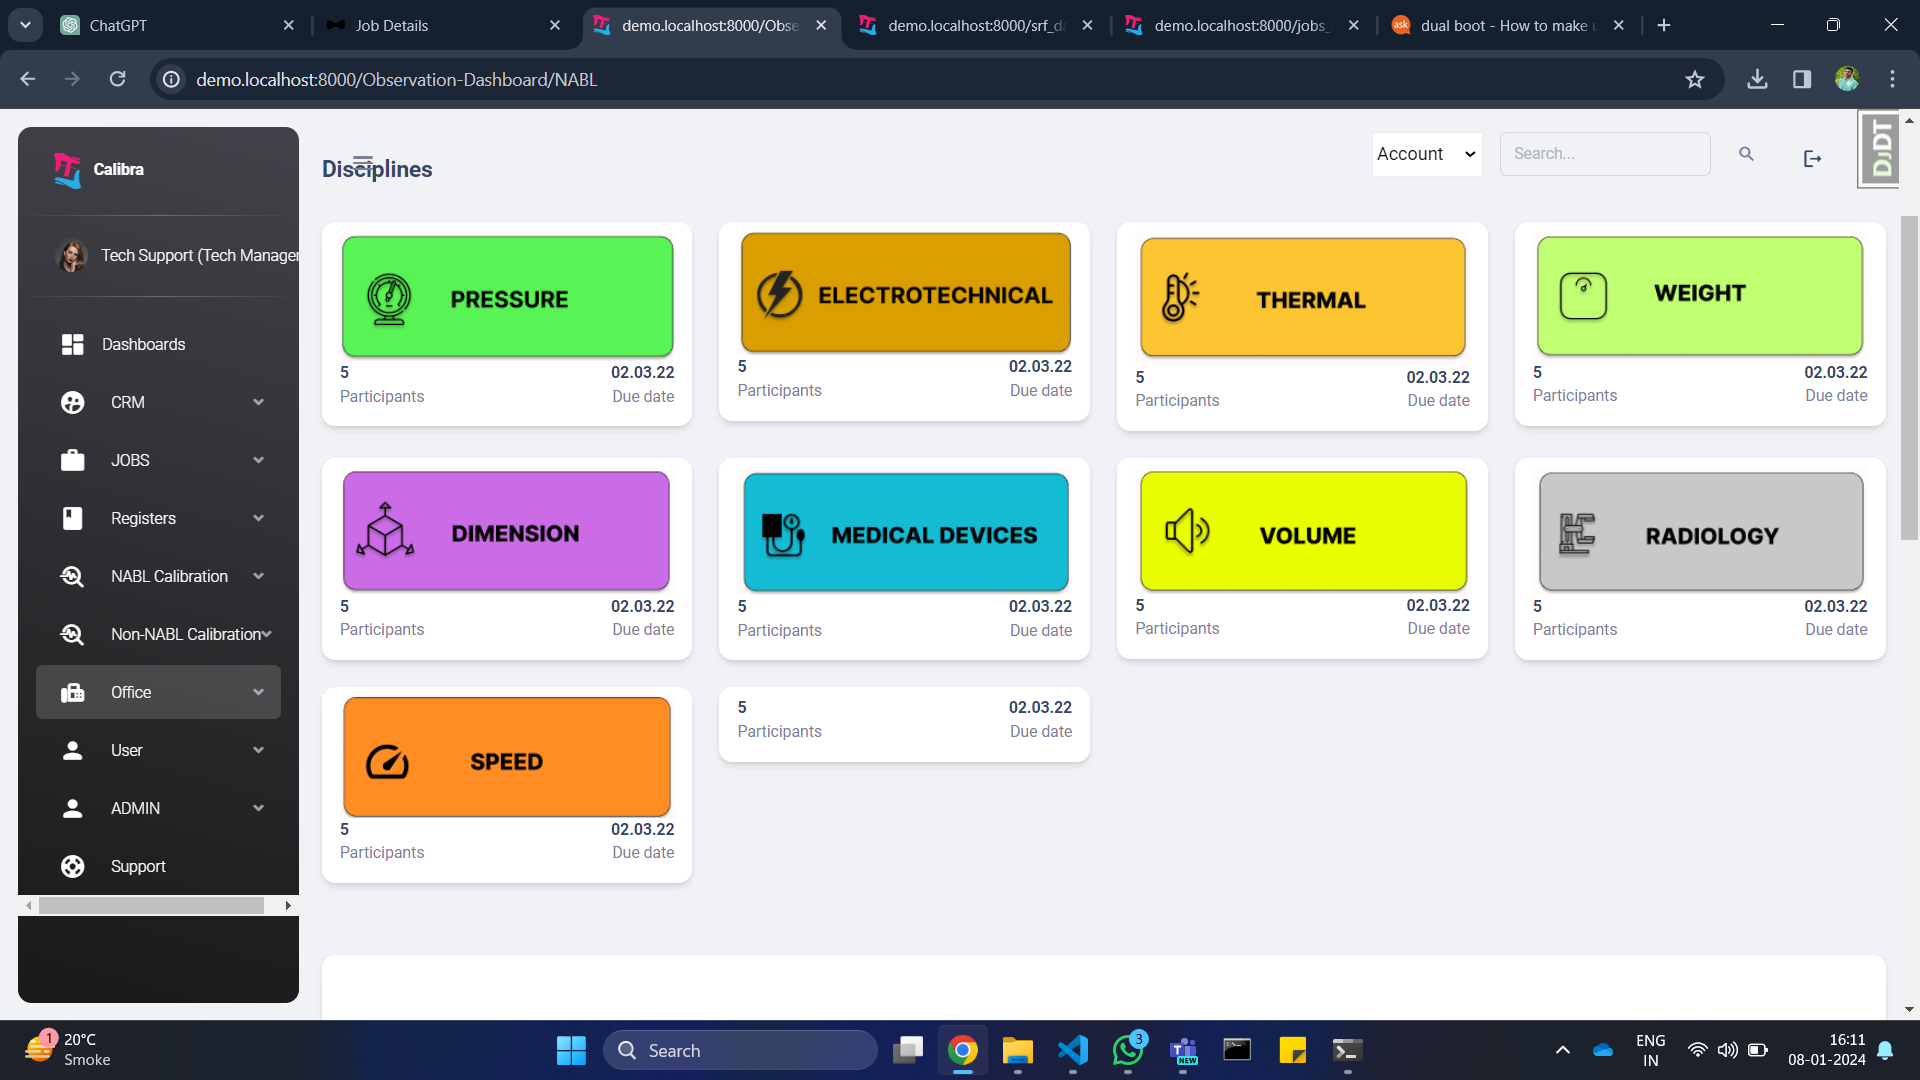 ChatGPT
Job Details
demo.localhost:8000/Obse
demo.localhost:8000/srf_da
demo.localhost:8000/jobs_
dual boot - How to make u
demo.localhost:8000/Observation-Dashboard/NABL
Calibra
Tech Support (Tech Manager
Dashboards
CRM
JOBS
Registers
NABL Calibration
Non-NABL Calibration
Office
User
ADMIN
Support
Disciplines
Account
Search...
DJDT
PRESSURE
5 02.03.22
Participants Due date
ELECTROTECHNICAL
5 02.03.22
Participants Due date
THERMAL
5 02.03.22
Participants Due date
WEIGHT
5 02.03.22
Participants Due date
DIMENSION
5 02.03.22
Participants Due date
MEDICAL DEVICES
5 02.03.22
Participants Due date
VOLUME
5 02.03.22
Participants Due date
RADIOLOGY
5 02.03.22
Participants Due date
SPEED
5 02.03.22
Participants Due date
5 02.03.22
Participants Due date
1
20°C
Smoke
Search
3
NEW
ENG
IN
16:11
08-01-2024
ask